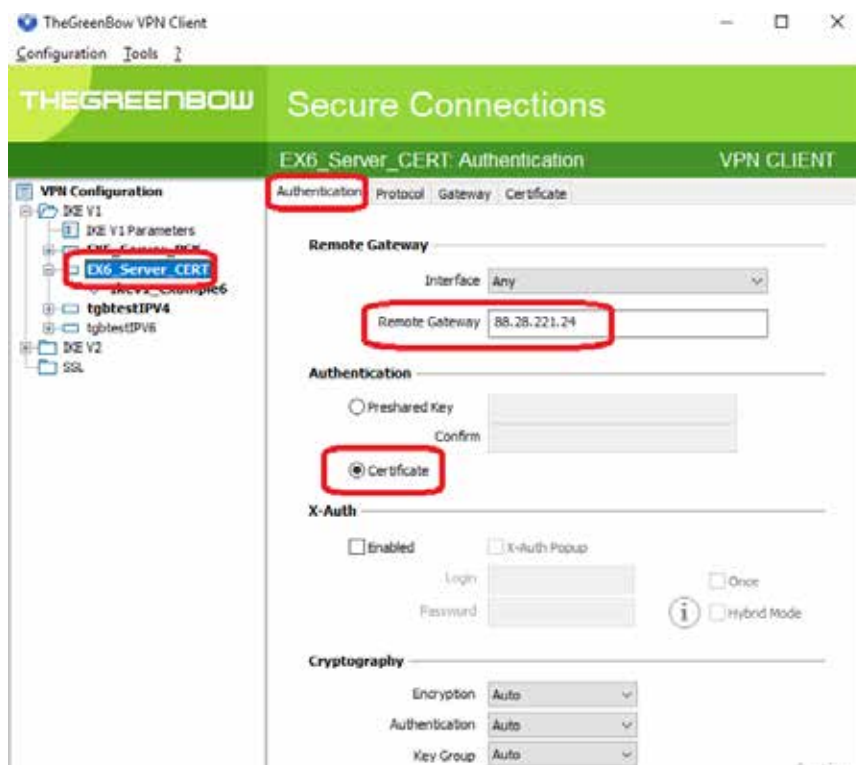 TheGreenBow VPN Client
Configuration Tools ?
THEGREENBOW Secure Connections
EX6_Server_CERT: Authentication VPN CLIENT
VPN Configuration
IKE V1
IKE V1 Parameters
EX6_Server_CERT
IkeV1_Example6
tgbtestIPV4
tgbtestIPV6
IKE V2
SSL
Authentication Protocol Gateway Certificate
Remote Gateway
Interface Any
Remote Gateway 88.28.221.24
Authentication
Preshared Key
Confirm
Certificate
X-Auth
Enabled X-Auth Popup
Login Once
Password Hybrid Mode
Cryptography
Encryption Auto
Authentication Auto
Key Group Auto